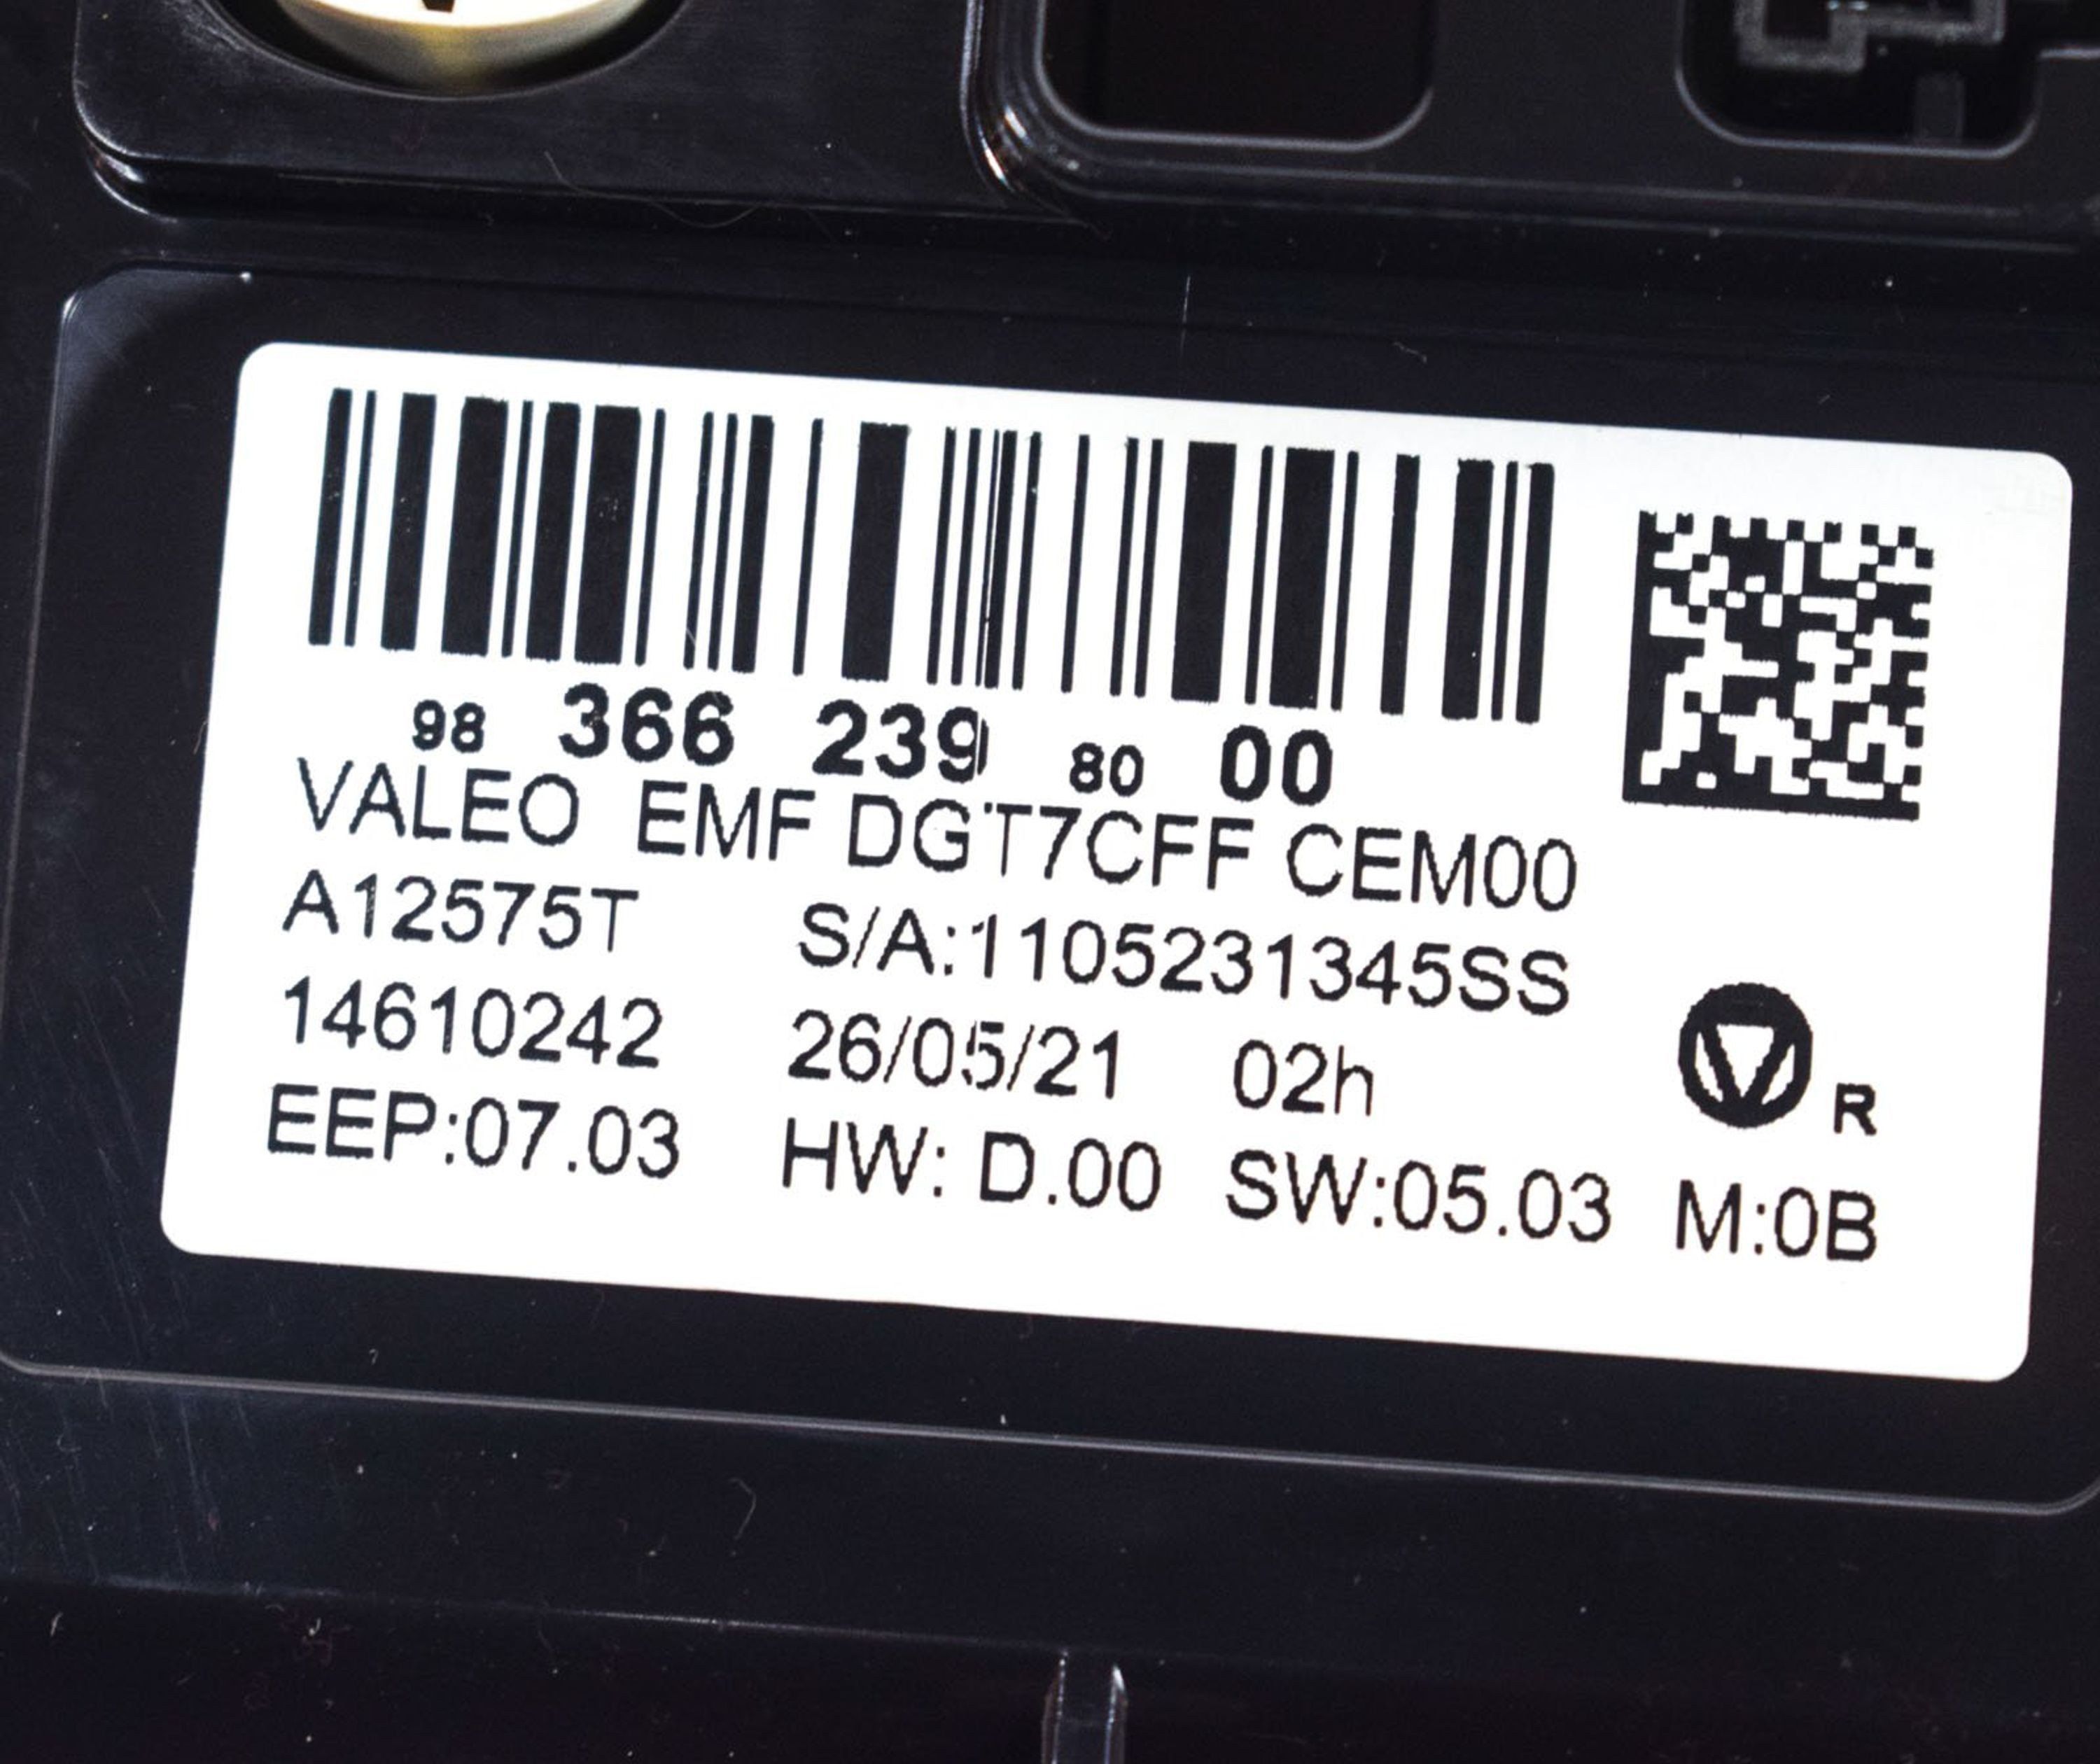 98 366 239 80 00
VALEO EMF DGT7CFF CEM00
A12575T S/A:1105231345SS
14610242 26/05/21 02h
R
EEP:07.03 HW: D.00 SW:05.03 M:0B